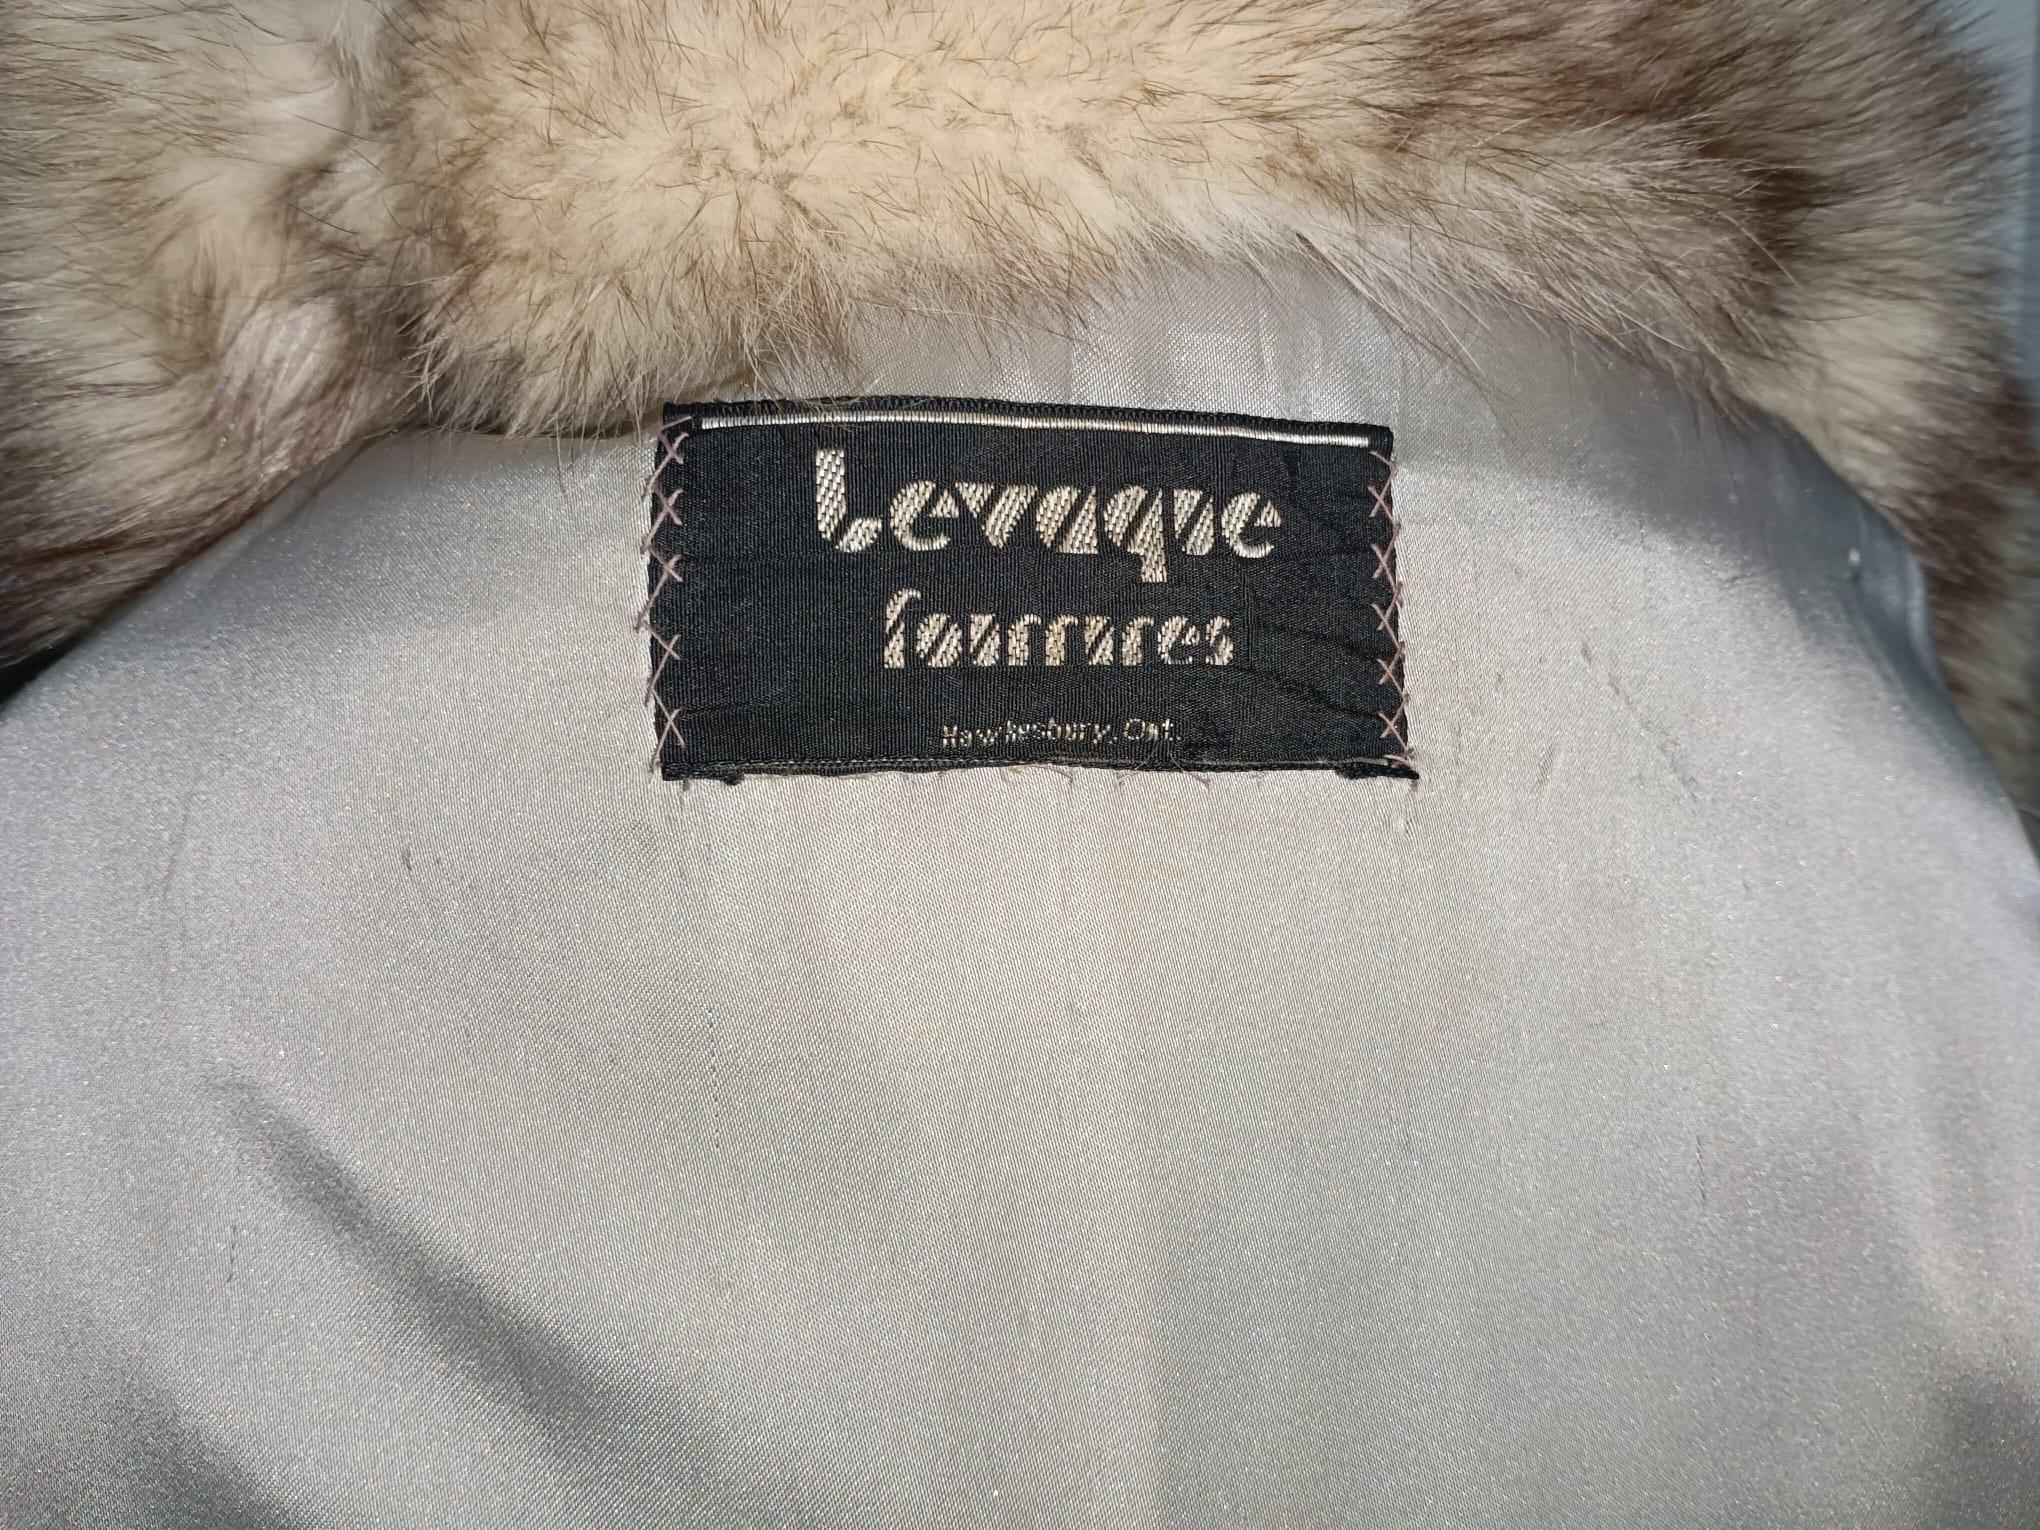 Levaque
fourrures
Hawkesbury, Ont.